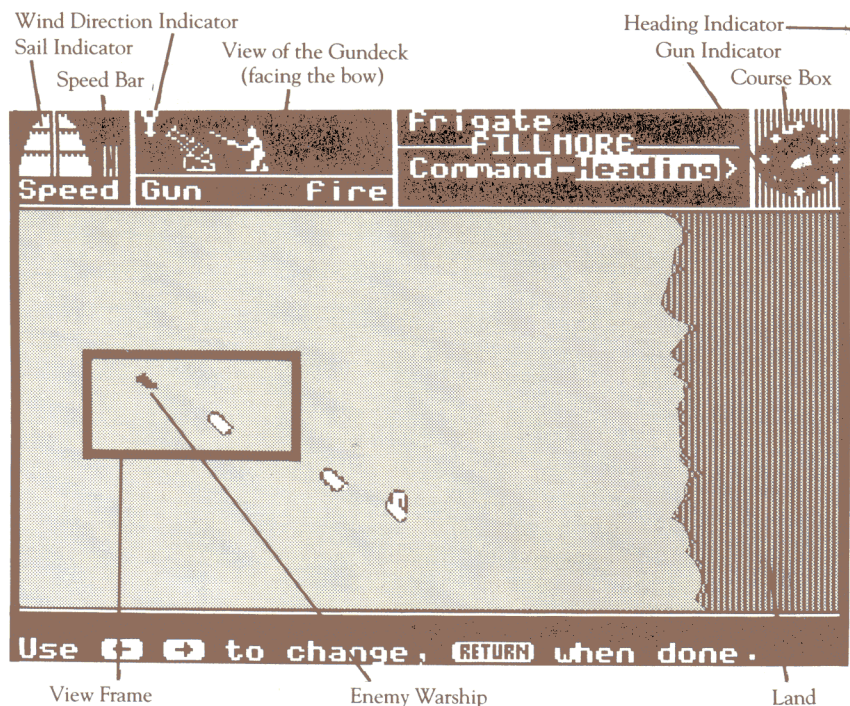 Wind Direction Indicator
Sail Indicator
Speed Bar
View of the Gundeck
(facing the bow)
Heading Indicator
Gun Indicator
Course Box
Frigate
FILLMORE
Command-Heading>
Speed
Gun
Fire
Use ← → to change, RETURN when done.
View Frame
Enemy Warship
Land